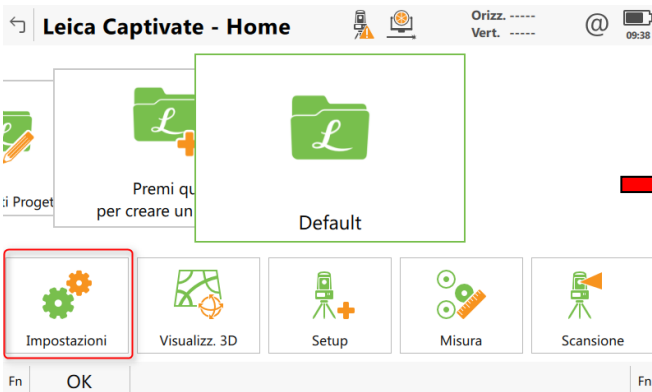 Leica Captivate - Home
Orizz. -----
Vert. -----
@
09:38
ti Proget
Premi qu
per creare un
Default
Impostazioni
Visualizz. 3D
Setup
Misura
Scansione
Fn
OK
Fn